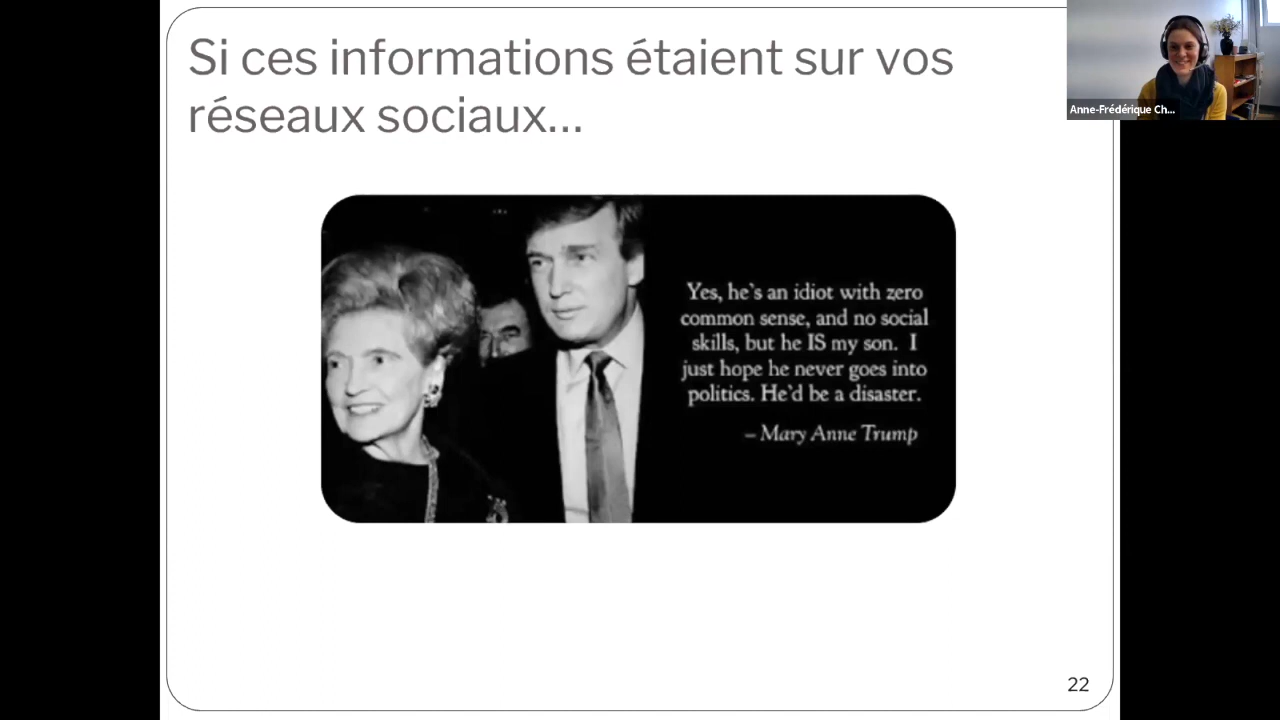 Si ces informations étaient sur vos
réseaux sociaux...
Anne-Frédérique Ch...
Yes, he's an idiot with zero
common sense, and no social
skills, but he IS my son. I
just hope he never goes into
politics. He'd be a disaster.
– Mary Anne Trump
22